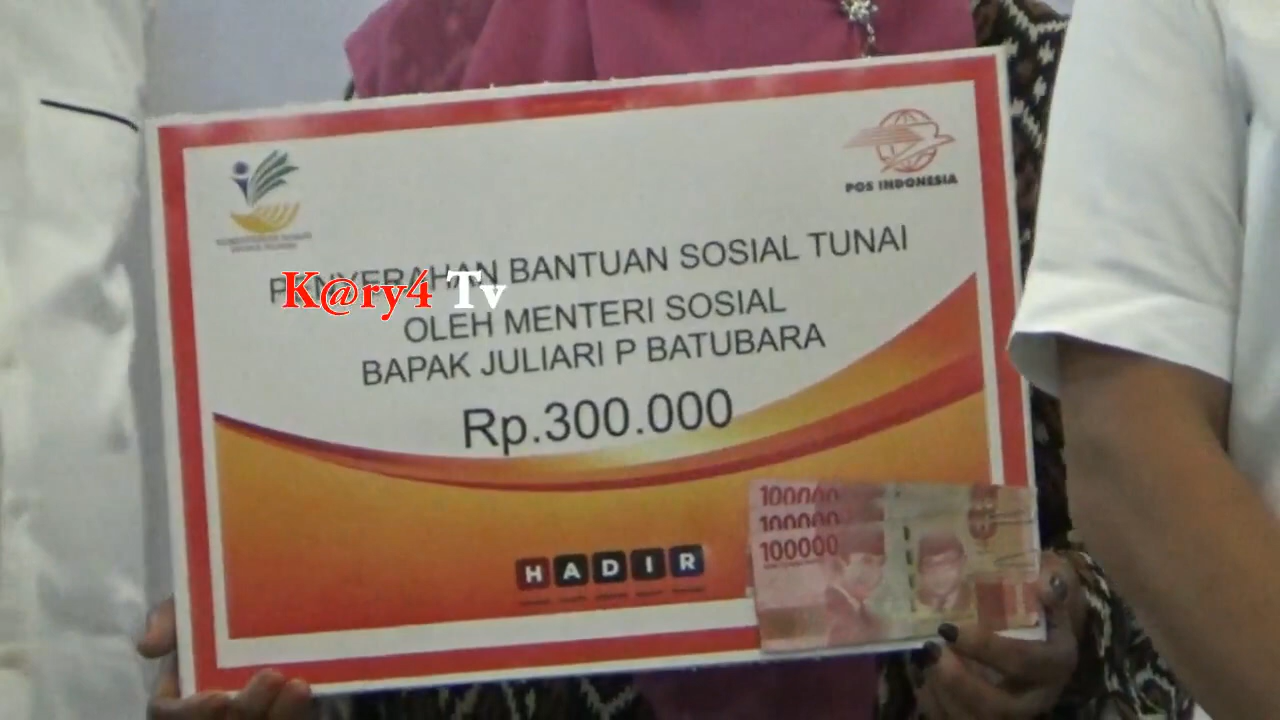 POS INDONESIA
PENYERAHAN BANTUAN SOSIAL TUNAI
K@ry4 Tv
OLEH MENTERI SOSIAL
BAPAK JULIARI P BATUBARA
Rp.300.000
100000
100000
100000
HADIR